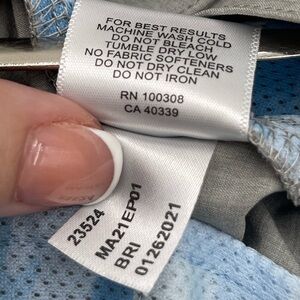 FOR BEST RESULTS
MACHINE WASH COLD
DO NOT BLEACH
TUMBLE DRY LOW
NO FABRIC SOFTENERS
DO NOT DRY CLEAN
DO NOT IRON
RN 100308
CA 40339
23524
MA21EP01
BRI
01262021